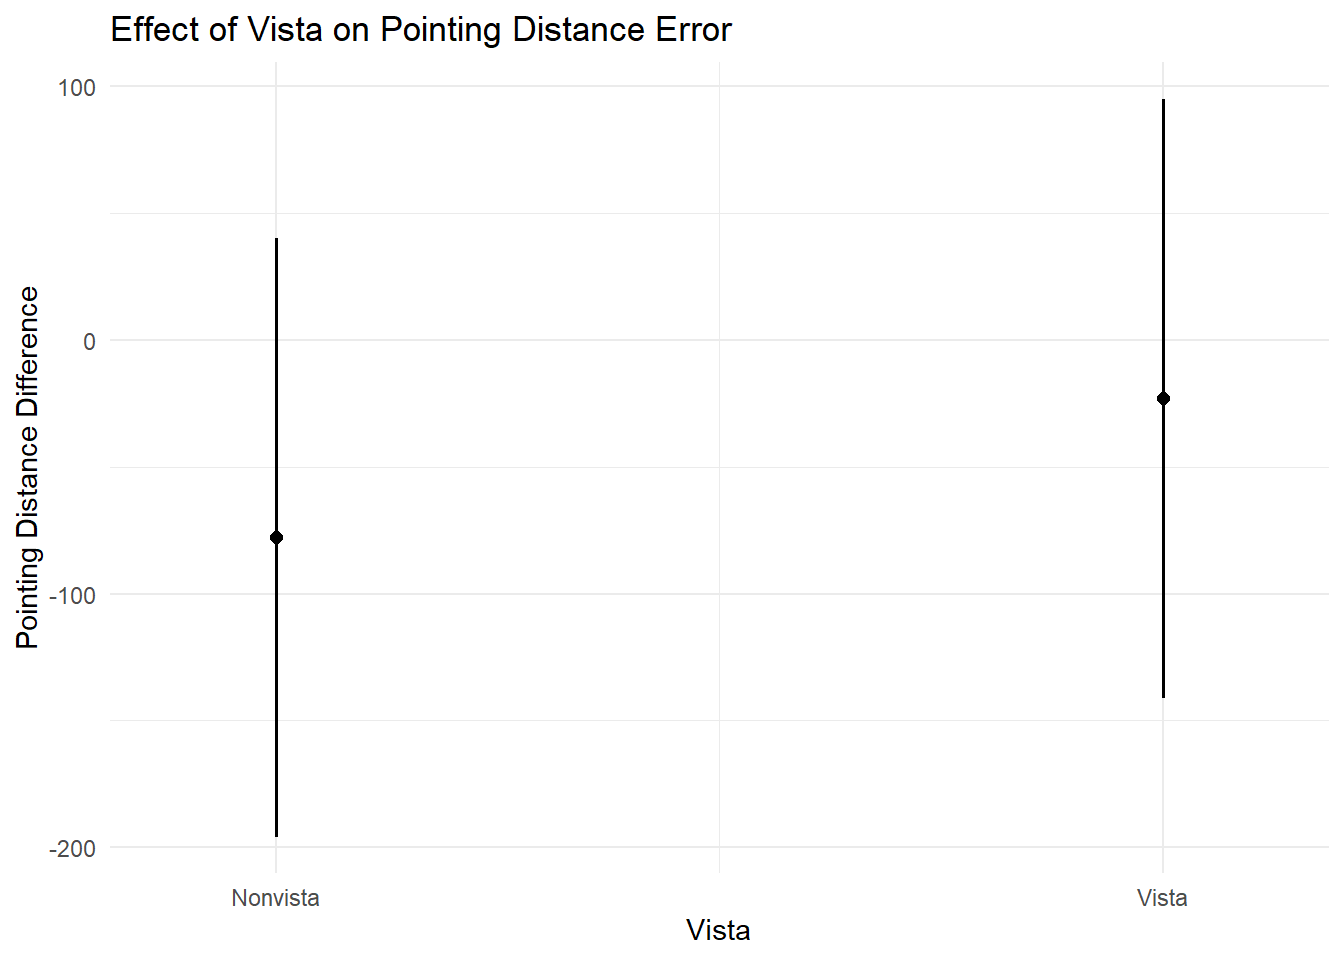 Effect of Vista on Pointing Distance Error
Pointing Distance Difference
100
0
-100
-200
Nonvista
Vista
Vista